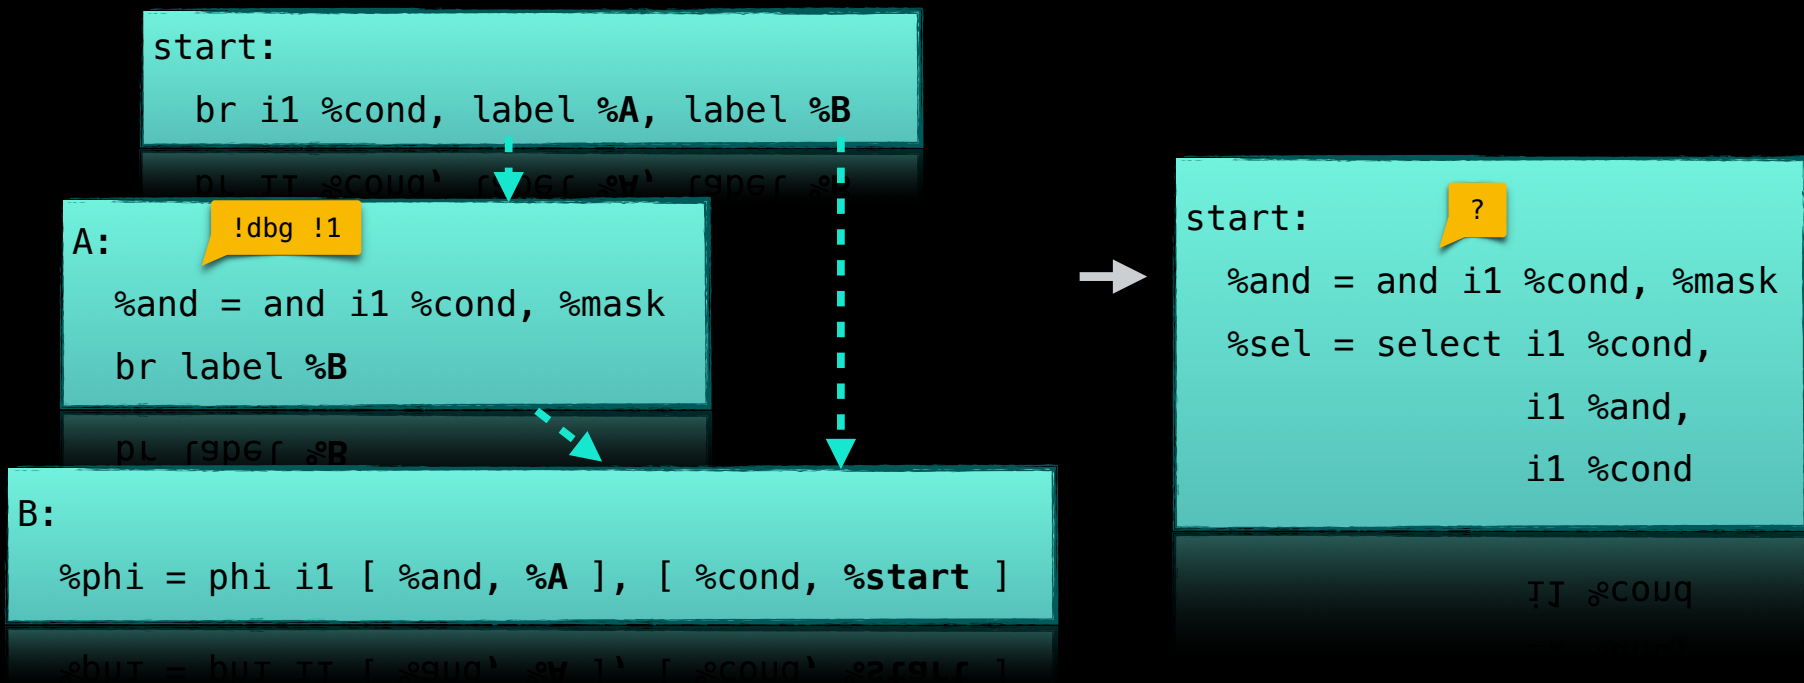 start:
br i1 %cond, label %A, label %B
!dbg !1
A:
%and = and i1 %cond, %mask
br label %B
B:
%phi = phi i1 [ %and, %A ], [ %cond, %start ]
?
start:
%and = and i1 %cond, %mask
%sel = select i1 %cond,
i1 %and,
i1 %cond